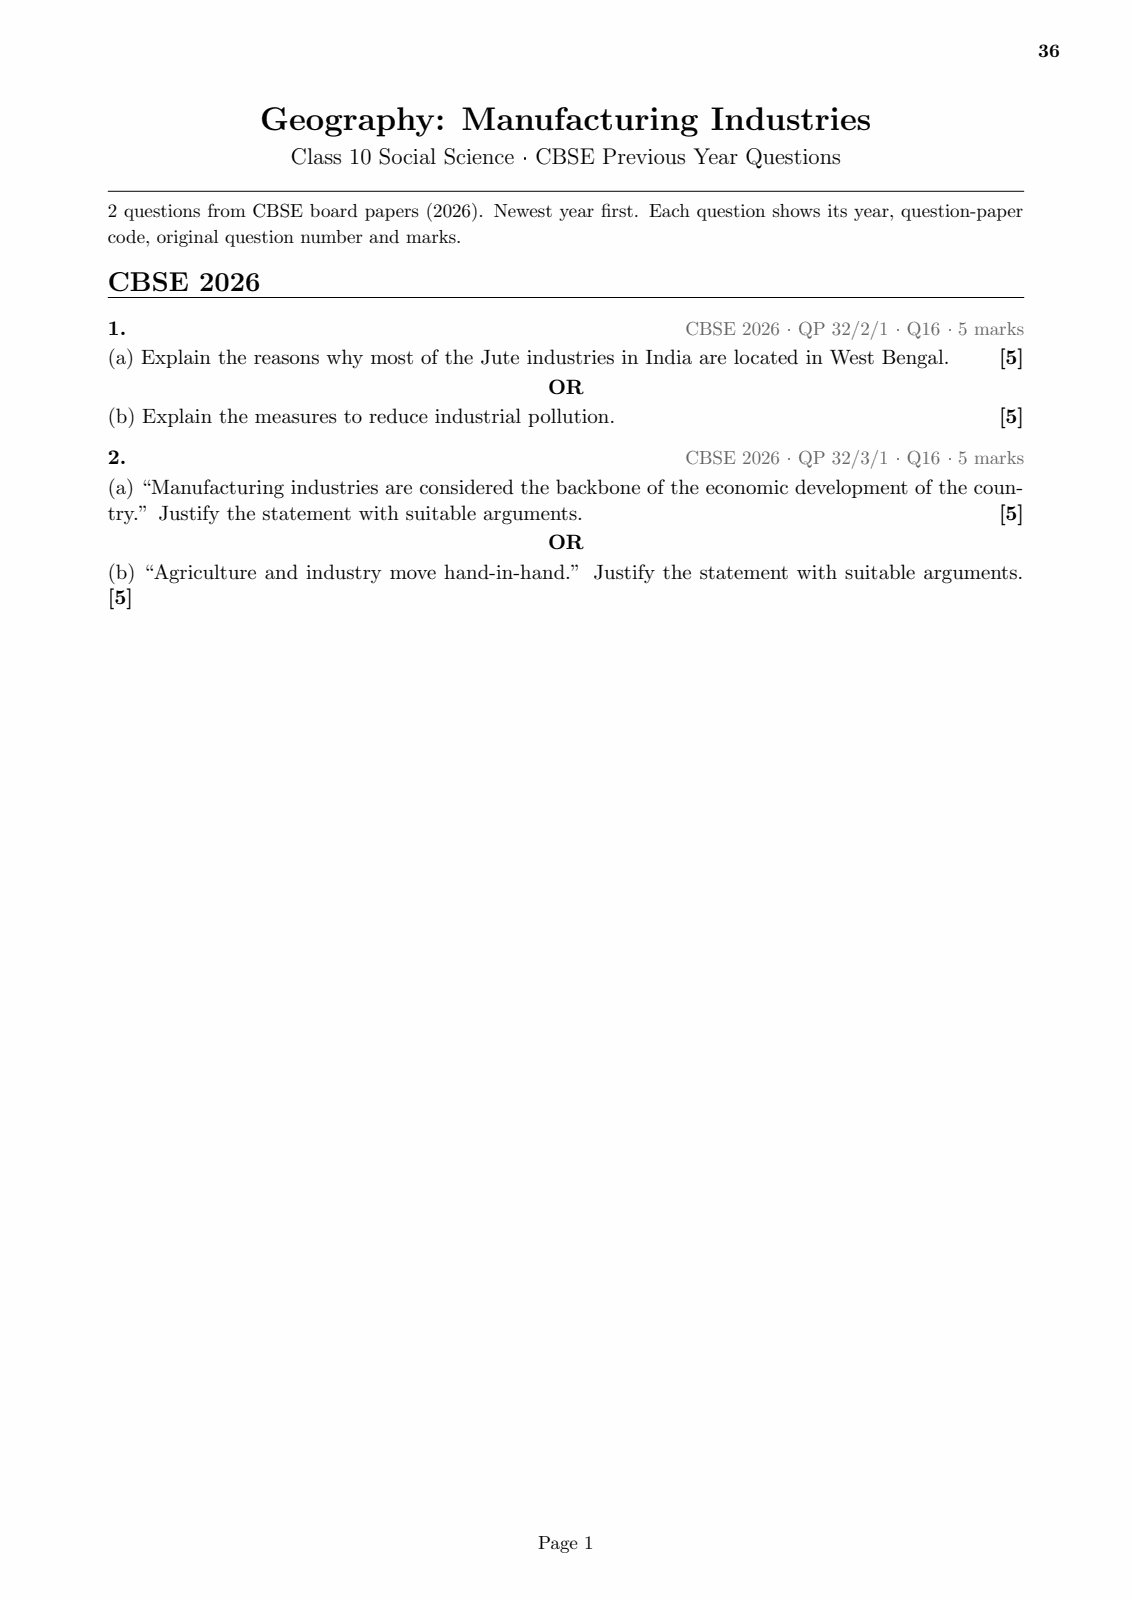 36
Geography: Manufacturing Industries
Class 10 Social Science · CBSE Previous Year Questions
2 questions from CBSE board papers (2026). Newest year first. Each question shows its year, question-paper
code, original question number and marks.
CBSE 2026
1. CBSE 2026 · QP 32/2/1 · Q16 · 5 marks
(a) Explain the reasons why most of the Jute industries in India are located in West Bengal. [5]
OR
(b) Explain the measures to reduce industrial pollution. [5]
2. CBSE 2026 · QP 32/3/1 · Q16 · 5 marks
(a) “Manufacturing industries are considered the backbone of the economic development of the coun-
try.” Justify the statement with suitable arguments. [5]
OR
(b) “Agriculture and industry move hand-in-hand.” Justify the statement with suitable arguments.
[5]
Page 1